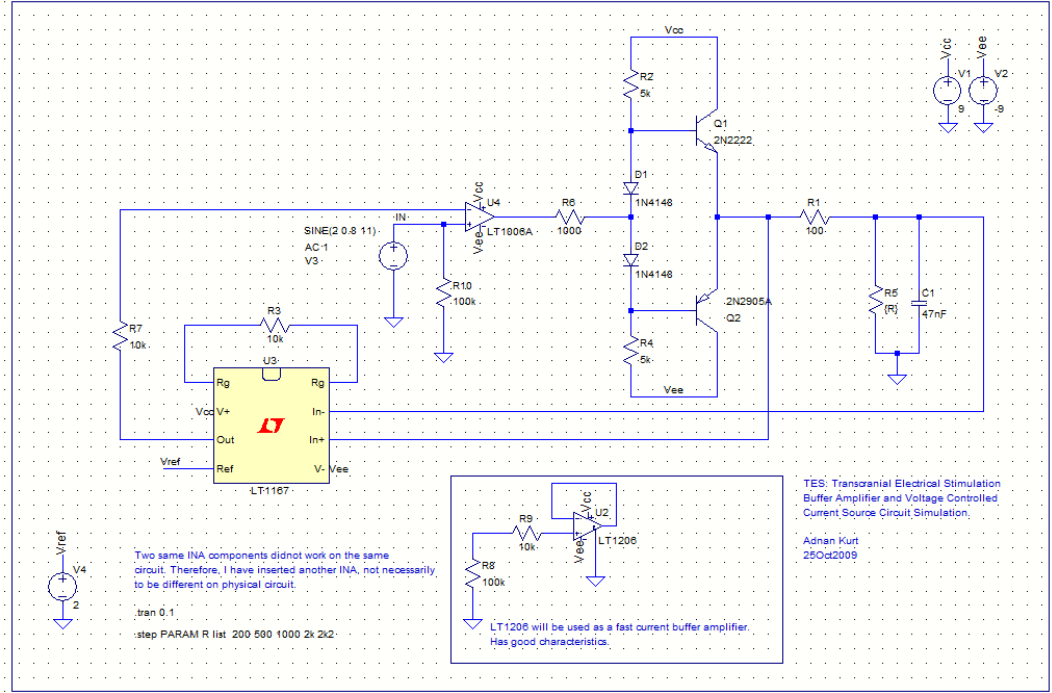 Vcc
R2
5k
Q1
2N2222
Vcc
Vee
V1
V2
9
-9
D1
1N4148
Vcc
U4
R6
1000
LT1006A
Vee
IN
SINE(2 0.8 11)
AC 1
V3
R10
100k
D2
1N4148
R1
100
2N2905A
Q2
R5
{R}
C1
47nF
R4
5k
Vee
R7
10k
R3
10k
U3
Rg
Rg
Vcc
V+
In-
Out
In+
Vref
Ref
V-
Vee
LT1167
Vref
V4
2
Two same INA components didnot work on the same
circuit. Therefore, I have inserted another INA, not necessarily
to be different on physical circuit.
.tran 0.1
.step PARAM R list 200 500 1000 2k 2k2
R9
10k
Vcc
U2
LT1206
Vee
R8
100k
LT1206 will be used as a fast current buffer amplifier.
Has good characteristics.
TES: Transcranial Electrical Stimulation
Buffer Amplifier and Voltage Controlled
Current Source Circuit Simulation.
Adnan Kurt
25Oct2009